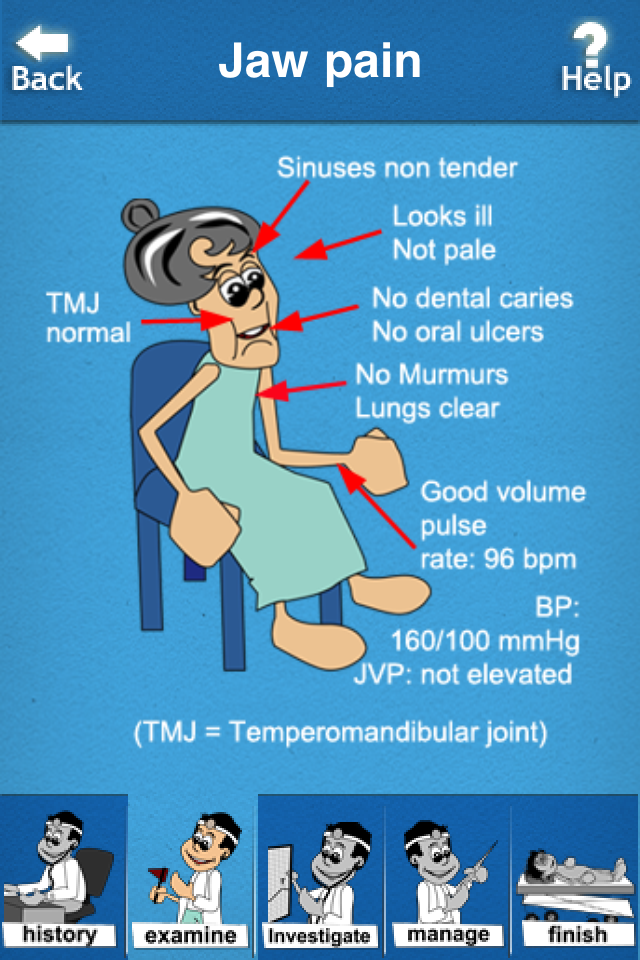 Back
Jaw pain
?
Help
Sinuses non tender
Looks ill
Not pale
TMJ
normal
No dental caries
No oral ulcers
No Murmurs
Lungs clear
Good volume
pulse
rate: 96 bpm
BP:
160/100 mmHg
JVP: not elevated
(TMJ = Temperomandibular joint)
history
examine
Investigate
manage
finish